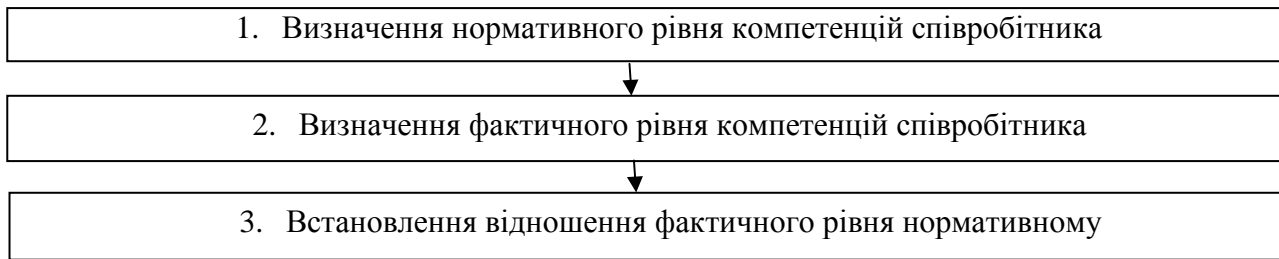 1. Визначення нормативного рівня компетенцій співробітника
2. Визначення фактичного рівня компетенцій співробітника
3. Встановлення відношення фактичного рівня нормативному